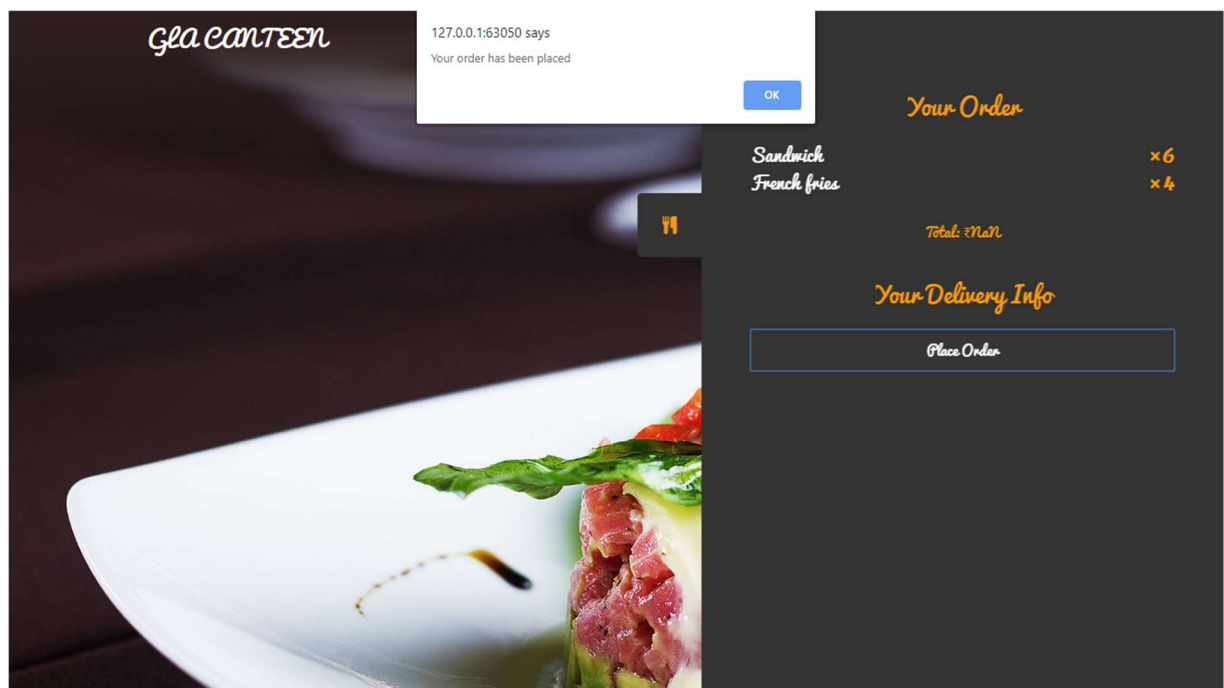 GLA CANTEEN
127.0.0.1:63050 says
Your order has been placed
OK
Your Order
Sandwich ×6
French fries ×4
Total: ₹NaN
Your Delivery Info
Place Order